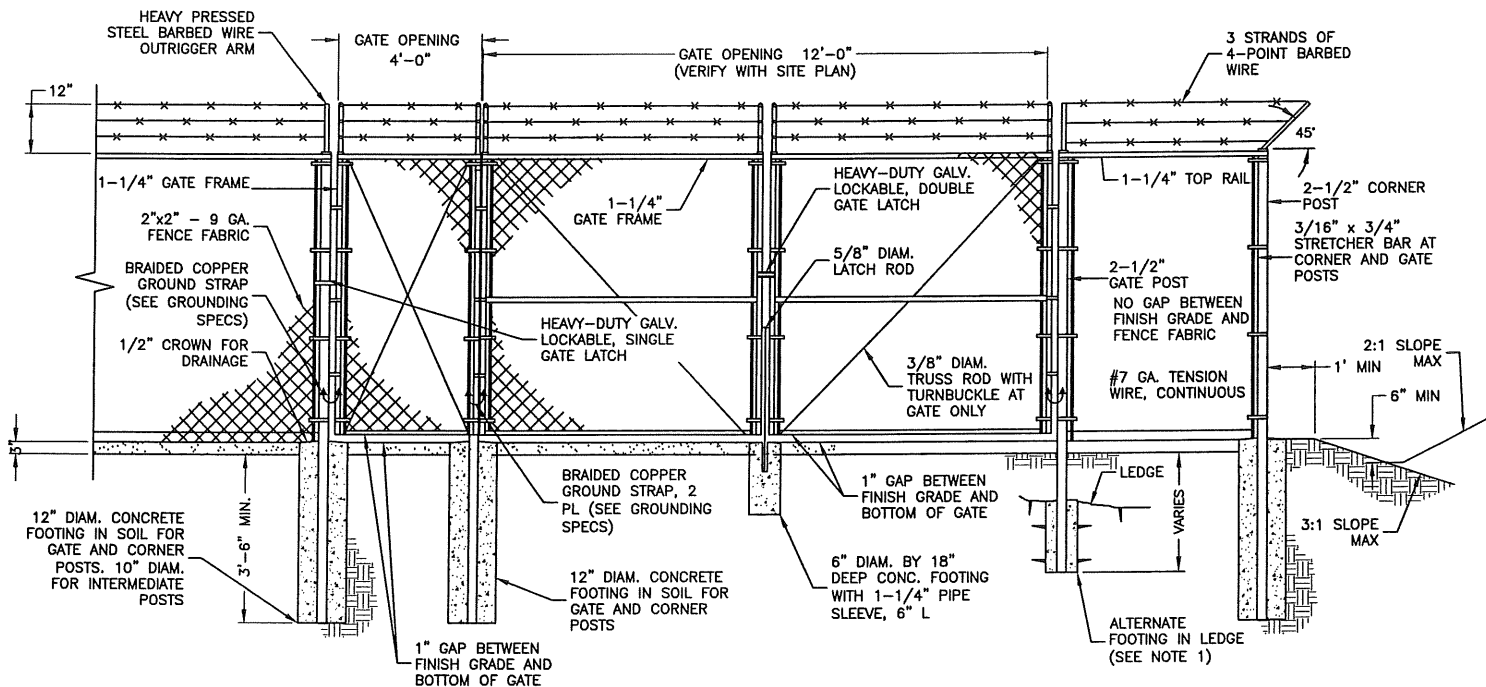 HEAVY PRESSED
STEEL BARBED WIRE
OUTRIGGER ARM
GATE OPENING
4'-0"
GATE OPENING 12'-0"
(VERIFY WITH SITE PLAN)
3 STRANDS OF
4-POINT BARBED
WIRE
12"
45°
1-1/4" GATE FRAME
2"x2" - 9 GA.
FENCE FABRIC
BRAIDED COPPER
GROUND STRAP
(SEE GROUNDING
SPECS)
1/2" CROWN FOR
DRAINAGE
1-1/4"
GATE FRAME
HEAVY-DUTY GALV.
LOCKABLE, DOUBLE
GATE LATCH
5/8" DIAM.
LATCH ROD
HEAVY-DUTY GALV.
LOCKABLE, SINGLE
GATE LATCH
3/8" DIAM.
TRUSS ROD WITH
TURNBUCKLE AT
GATE ONLY
1-1/4" TOP RAIL
2-1/2" CORNER
POST
3/16" x 3/4"
STRETCHER BAR AT
CORNER AND GATE
POSTS
2-1/2"
GATE POST
NO GAP BETWEEN
FINISH GRADE AND
FENCE FABRIC
#7 GA. TENSION
WIRE, CONTINUOUS
2:1 SLOPE
MAX
1' MIN
6" MIN
3"
3'-6" MIN.
12" DIAM. CONCRETE
FOOTING IN SOIL FOR
GATE AND CORNER
POSTS. 10" DIAM.
FOR INTERMEDIATE
POSTS
BRAIDED COPPER
GROUND STRAP, 2
PL (SEE GROUNDING
SPECS)
12" DIAM. CONCRETE
FOOTING IN SOIL FOR
GATE AND CORNER
POSTS
1" GAP BETWEEN
FINISH GRADE AND
BOTTOM OF GATE
1" GAP BETWEEN
FINISH GRADE AND
BOTTOM OF GATE
6" DIAM. BY 18"
DEEP CONC. FOOTING
WITH 1-1/4" PIPE
SLEEVE, 6" L
LEDGE
VARIES
ALTERNATE
FOOTING IN LEDGE
(SEE NOTE 1)
3:1 SLOPE
MAX